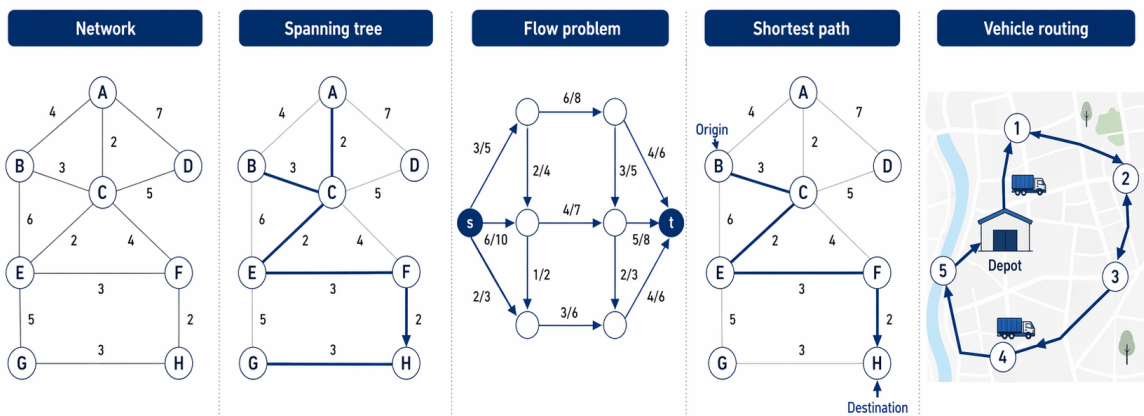 Network
A
4
7
2
B
3
D
C
5
6
2
4
E
F
3
5
2
3
G
H
Spanning tree
A
4
7
2
B
3
D
C
5
6
2
4
E
F
3
5
2
3
G
H
Flow problem
6/8
3/5
4/6
2/4
3/5
s
4/7
t
6/10
5/8
1/2
2/3
2/3
4/6
3/6
Shortest path
A
4
7
Origin
2
B
3
D
C
5
6
2
4
E
F
3
5
2
3
G
H
Destination
Vehicle routing
1
2
Depot
5
3
4